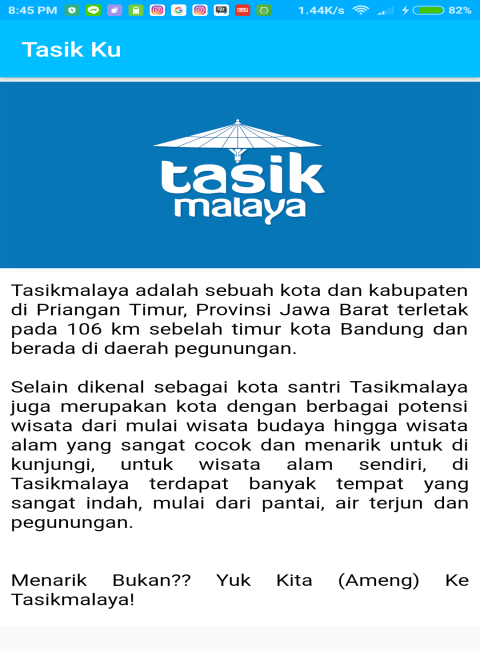 8:45 PM 1.44K/s 82%
Tasik Ku
tasik
malaya
Tasikmalaya adalah sebuah kota dan kabupaten
di Priangan Timur, Provinsi Jawa Barat terletak
pada 106 km sebelah timur kota Bandung dan
berada di daerah pegunungan.
Selain dikenal sebagai kota santri Tasikmalaya
juga merupakan kota dengan berbagai potensi
wisata dari mulai wisata budaya hingga wisata
alam yang sangat cocok dan menarik untuk di
kunjungi, untuk wisata alam sendiri, di
Tasikmalaya terdapat banyak tempat yang
sangat indah, mulai dari pantai, air terjun dan
pegunungan.
Menarik Bukan?? Yuk Kita (Ameng) Ke
Tasikmalaya!